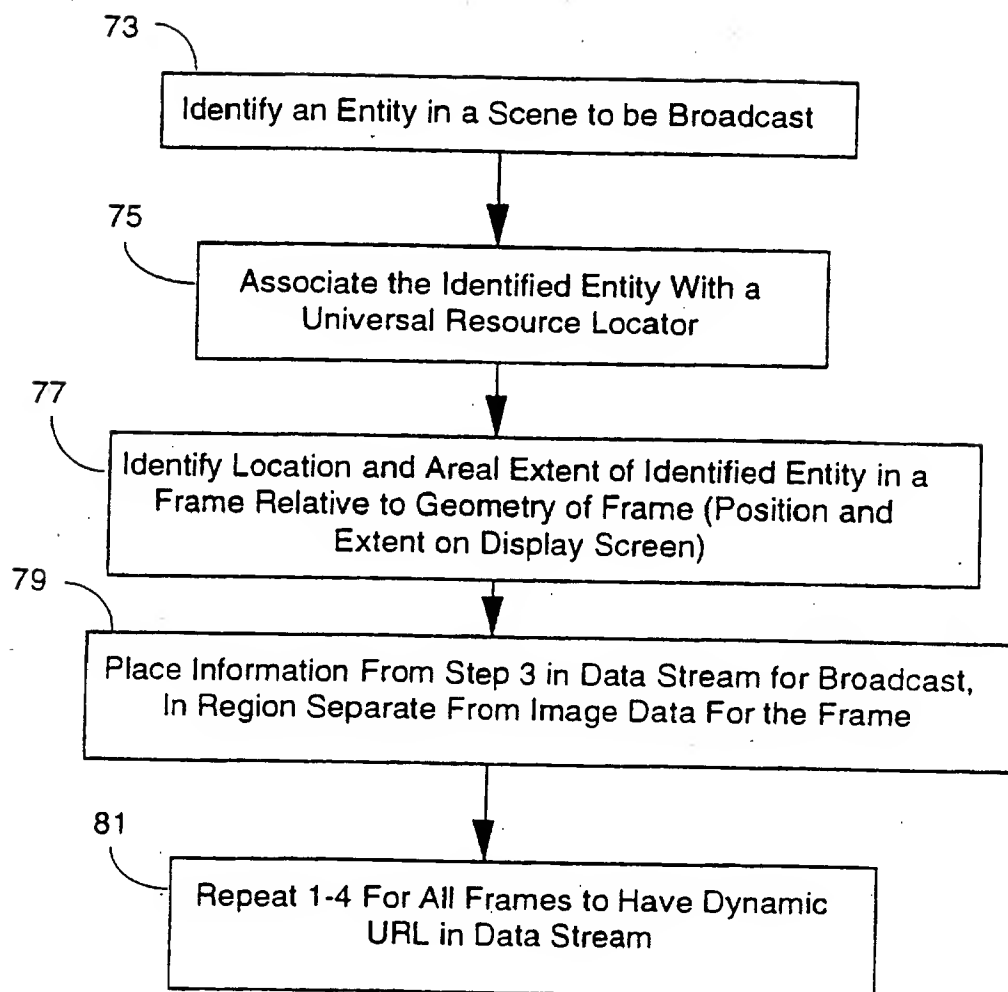 73
Identify an Entity in a Scene to be Broadcast
75
Associate the Identified Entity With a
Universal Resource Locator
77
Identify Location and Areal Extent of Identified Entity in a
Frame Relative to Geometry of Frame (Position and
Extent on Display Screen)
79
Place Information From Step 3 in Data Stream for Broadcast,
In Region Separate From Image Data For the Frame
81
Repeat 1-4 For All Frames to Have Dynamic
URL in Data Stream